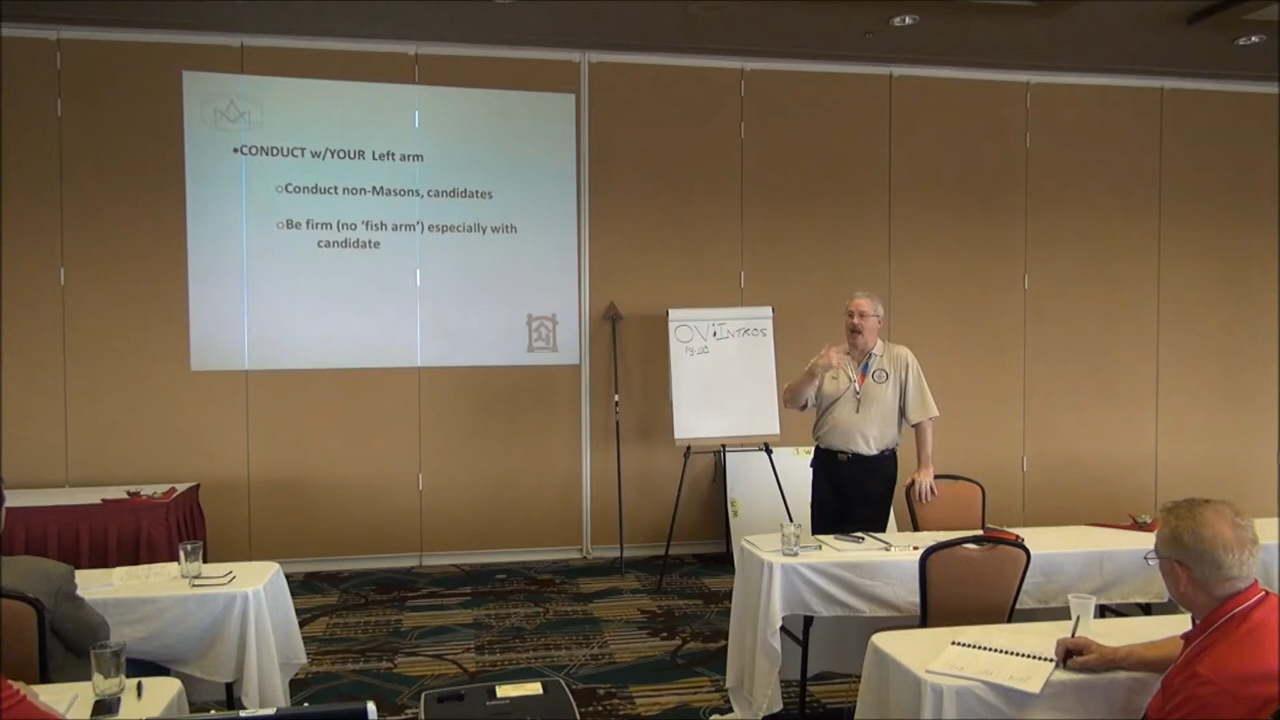 •CONDUCT w/YOUR Left arm
○Conduct non-Masons, candidates
○Be firm (no ‘fish arm’) especially with
candidate
OV: INTROS